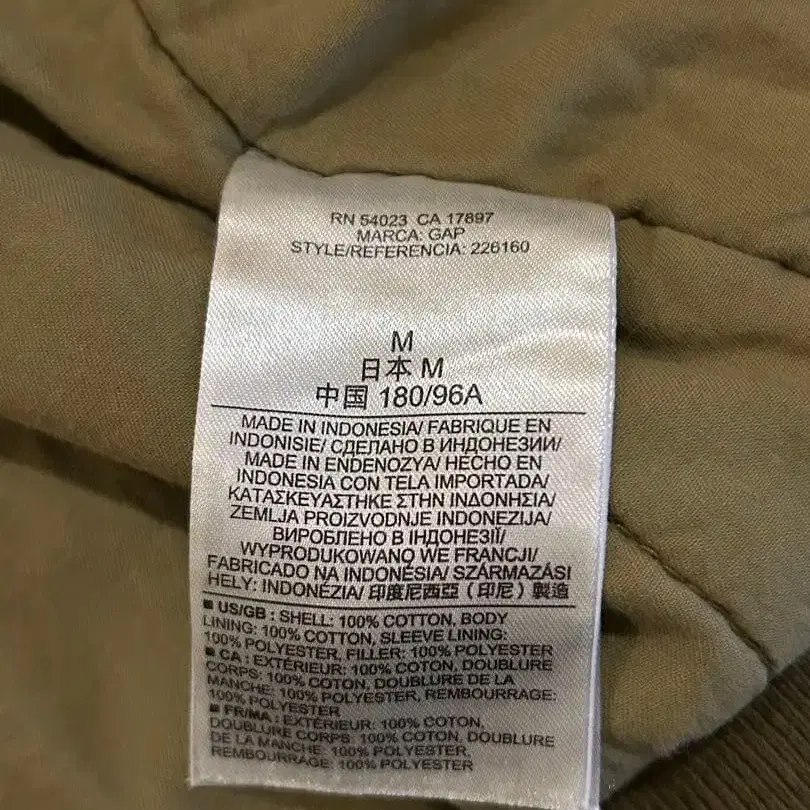 RN 54023 CA 17897
MARCA: GAP
STYLE/REFERENCIA: 226160
M
日本 M
中国 180/96A
MADE IN INDONESIA/ FABRIQUE EN
INDONISIE/ СДЕЛАНО В ИНДОНЕЗИИ/
MADE IN ENDENOZYA/ HECHO EN
INDONESIA CON TELA IMPORTADA/
ΚΑΤΑΣΚΕΥΑΣΤΗΚΕ ΣΤΗΝ ΙΝΔΟΝΗΣΙΑ/
ZEMLJA PROIZVODNJE INDONEZIJA/
ВИРОБЛЕНО В ІНДОНЕЗІЇ/
WYPRODUKOWANO WE FRANCJI/
FABRICADO NA INDONÉSIA/ SZÁRMAZÁSI
HELY: INDONÉZIA/ 印度尼西亞（印尼）製造
■ US/GB : SHELL: 100% COTTON, BODY
LINING: 100% COTTON, SLEEVE LINING:
100% POLYESTER, FILLER: 100% POLYESTER
■ CA : EXTÉRIEUR: 100% COTON, DOUBLURE
CORPS: 100% COTON, DOUBLURE DE LA
MANCHE: 100% POLYESTER, REMBOURRAGE:
100% POLYESTER
■ FR/MA : EXTÉRIEUR: 100% COTON,
DOUBLURE CORPS: 100% COTON, DOUBLURE
DE LA MANCHE: 100% POLYESTER,
REMBOURRAGE: 100% POLYESTER